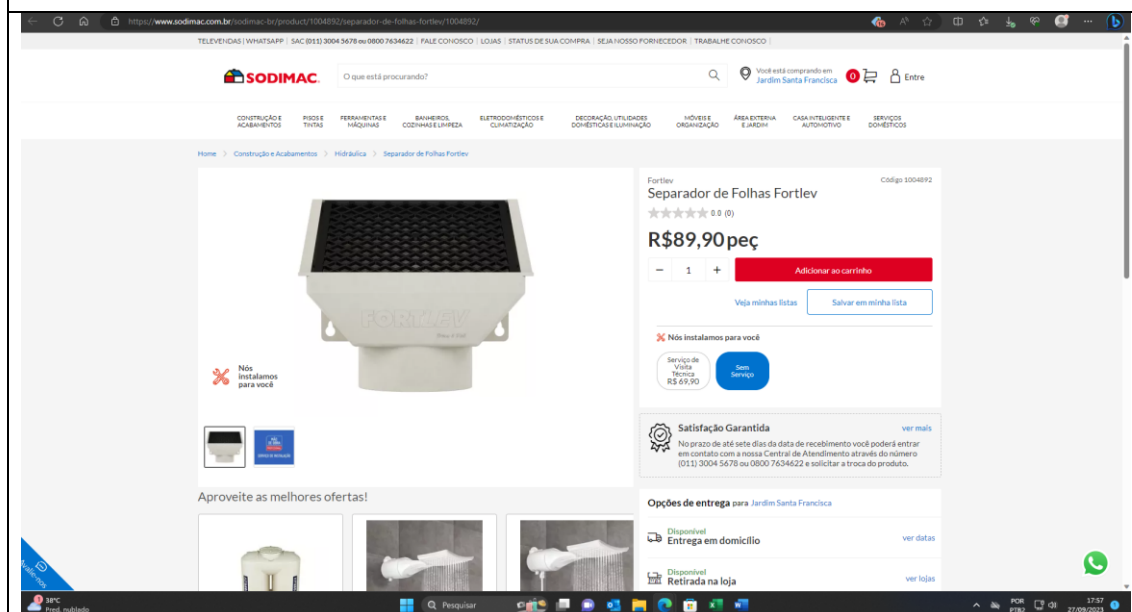 https://www.sodimac.com.br/sodimac-br/product/1004892/separador-de-folhas-fortlev/1004892/
TELEVENDAS | WHATSAPP | SAC (011) 3004 5678 ou 0800 7634622 | FALE CONOSCO | LOJAS | STATUS DE SUA COMPRA | SEJA NOSSO FORNECEDOR | TRABALHE CONOSCO |
SODIMAC.
O que está procurando?
Você está comprando em
Jardim Santa Francisca
0
Entre
CONSTRUÇÃO E ACABAMENTOS
PISOS E TINTAS
FERRAMENTAS E MÁQUINAS
BANHEIROS, COZINHAS E LIMPEZA
ELETRODOMÉSTICOS E CLIMATIZAÇÃO
DECORAÇÃO, UTILIDADES DOMÉSTICAS E ILUMINAÇÃO
MÓVEIS E ORGANIZAÇÃO
ÁREA EXTERNA E JARDIM
CASA INTELIGENTE E AUTOMOTIVO
SERVIÇOS DOMÉSTICOS
Home > Construção e Acabamentos > Hidráulica > Separador de Folhas Fortlev
FORTLEV
Nós
instalamos
para você
Fortlev
Código 1004892
Separador de Folhas Fortlev
0.0 (0)
R$89,90 peç
− 1 +
Adicionar ao carrinho
Veja minhas listas
Salvar em minha lista
Nós instalamos para você
Serviço de
Visita
Técnica
R$ 69,90
Sem
Serviço
Satisfação Garantida
ver mais
No prazo de até sete dias da data de recebimento você poderá entrar
em contato com a nossa Central de Atendimento através do número
(011) 3004 5678 ou 0800 7634622 e solicitar a troca do produto.
Aproveite as melhores ofertas!
Opções de entrega para Jardim Santa Francisca
Disponível
Entrega em domicílio
ver datas
Disponível
Retirada na loja
ver lojas
Avalie-nos
38°C
Pred. nublado
Pesquisar
POR
PTB2
17:57
27/09/2023